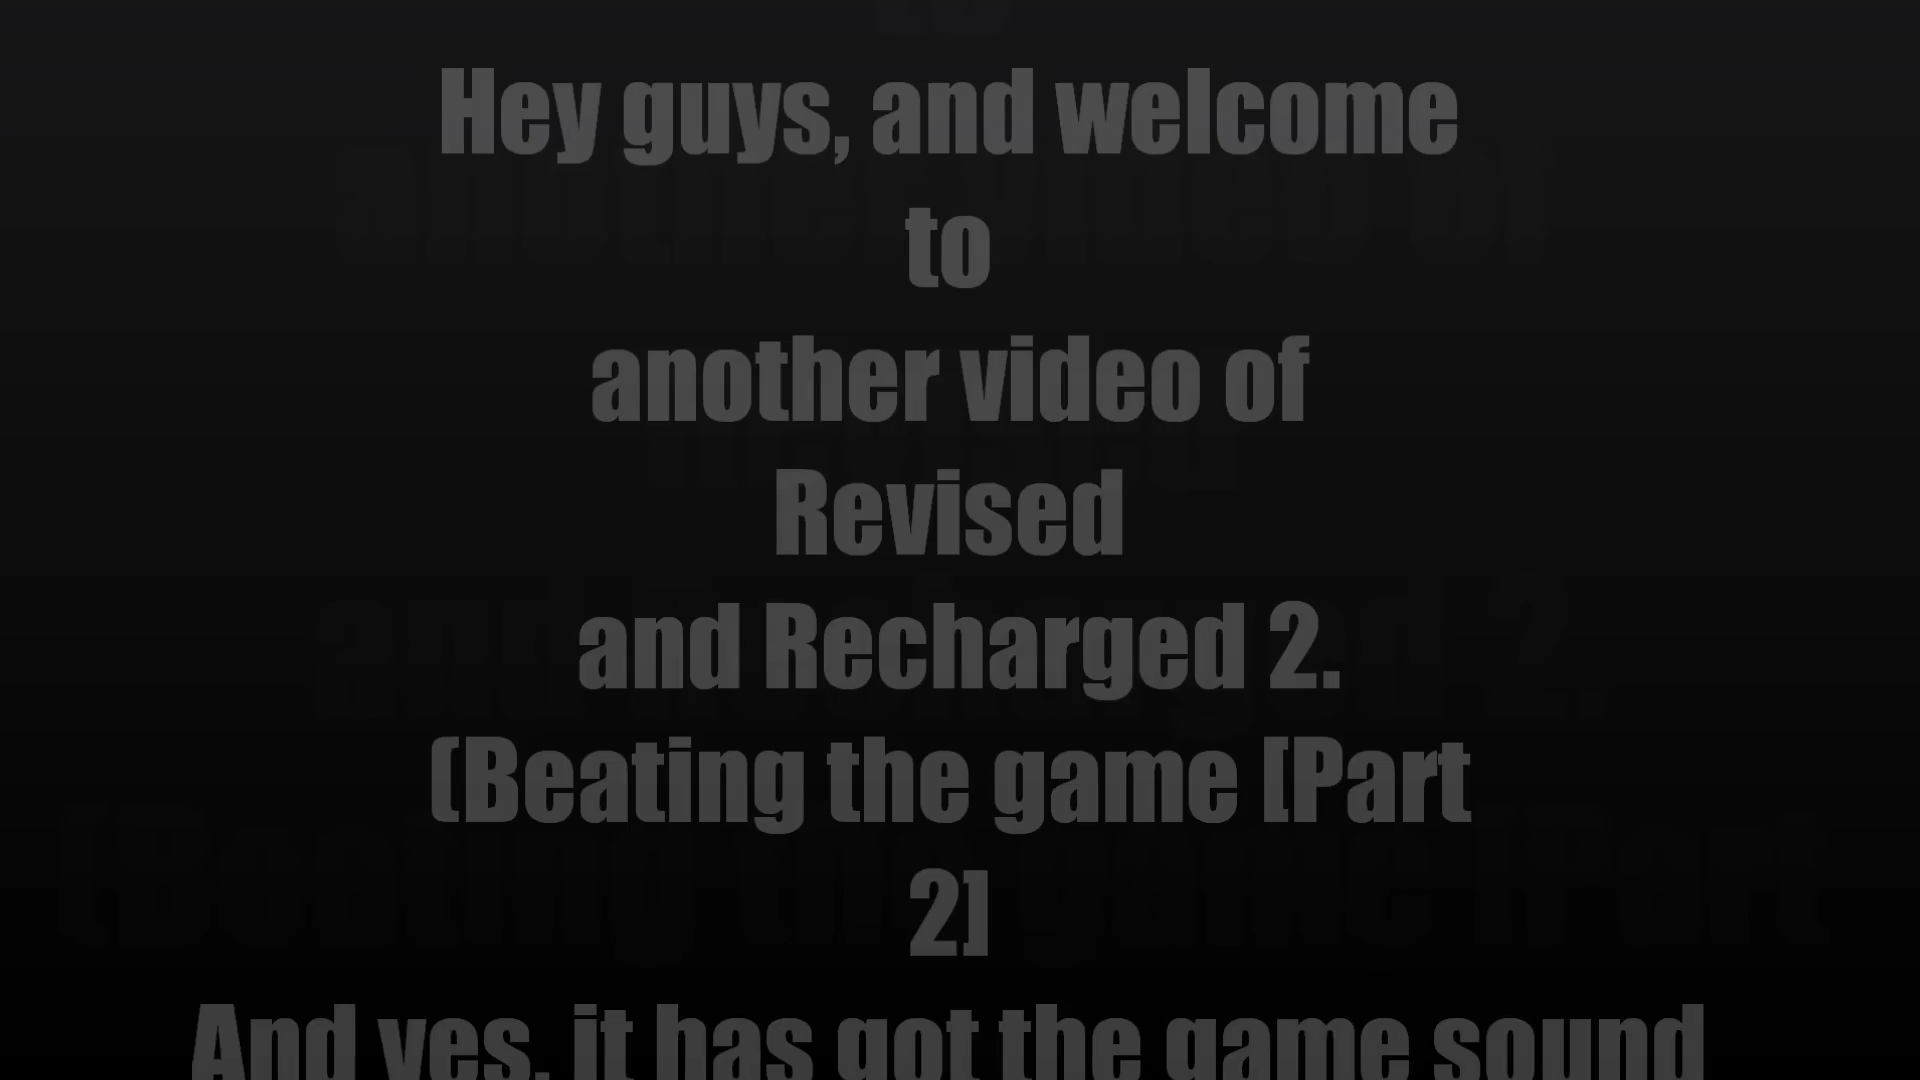 Hey guys, and welcome
to
another video of
Revised
and Recharged 2.
(Beating the game [Part
2]
And yes, it has got the game sound